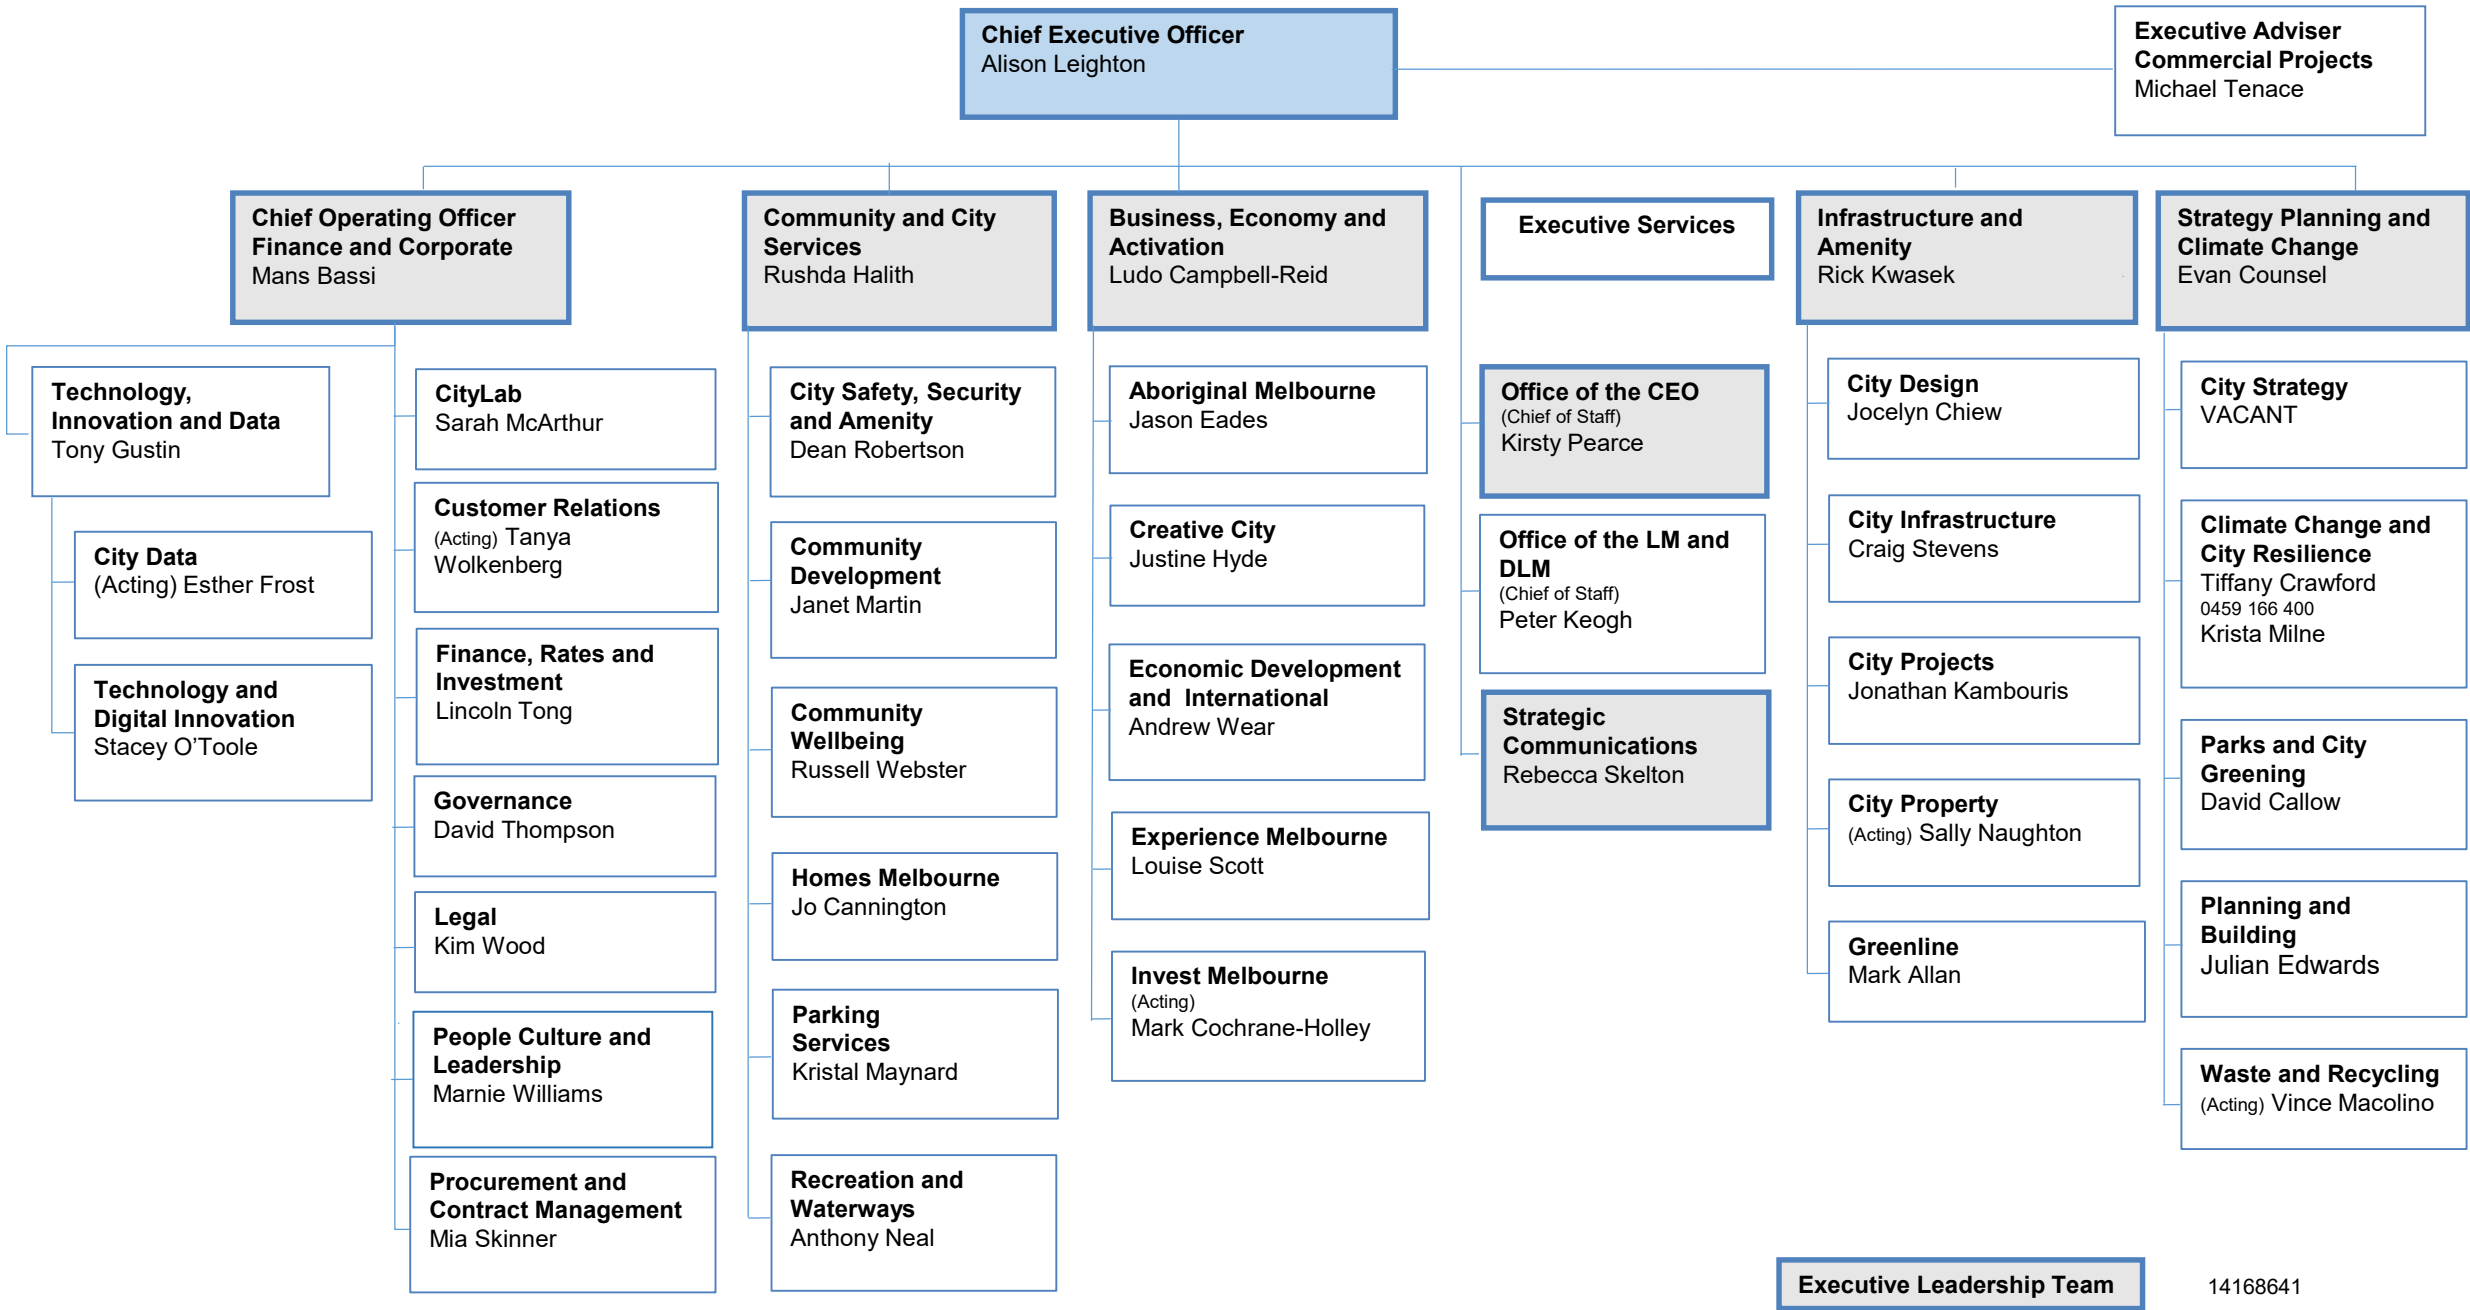 Chief Executive Officer
Alison Leighton
Executive Adviser
Commercial Projects
Michael Tenace
Chief Operating Officer
Finance and Corporate
Mans Bassi
Community and City
Services
Rushda Halith
Business, Economy and
Activation
Ludo Campbell-Reid
Executive Services
Infrastructure and
Amenity
Rick Kwasek
Strategy Planning and
Climate Change
Evan Counsel
Technology,
Innovation and Data
Tony Gustin
City Data
(Acting) Esther Frost
Technology and
Digital Innovation
Stacey O’Toole
CityLab
Sarah McArthur
Customer Relations
(Acting) Tanya
Wolkenberg
Finance, Rates and
Investment
Lincoln Tong
Governance
David Thompson
Legal
Kim Wood
People Culture and
Leadership
Marnie Williams
Procurement and
Contract Management
Mia Skinner
City Safety, Security
and Amenity
Dean Robertson
Community
Development
Janet Martin
Community
Wellbeing
Russell Webster
Homes Melbourne
Jo Cannington
Parking
Services
Kristal Maynard
Recreation and
Waterways
Anthony Neal
Aboriginal Melbourne
Jason Eades
Creative City
Justine Hyde
Economic Development
and  International
Andrew Wear
Experience Melbourne
Louise Scott
Invest Melbourne
(Acting)
Mark Cochrane-Holley
Office of the CEO
(Chief of Staff)
Kirsty Pearce
Office of the LM and
DLM
(Chief of Staff)
Peter Keogh
Strategic
Communications
Rebecca Skelton
City Design
Jocelyn Chiew
City Infrastructure
Craig Stevens
City Projects
Jonathan Kambouris
City Property
(Acting) Sally Naughton
Greenline
Mark Allan
City Strategy
VACANT
Climate Change and
City Resilience
Tiffany Crawford
0459 166 400
Krista Milne
Parks and City
Greening
David Callow
Planning and
Building
Julian Edwards
Waste and Recycling
(Acting) Vince Macolino
Executive Leadership Team
14168641